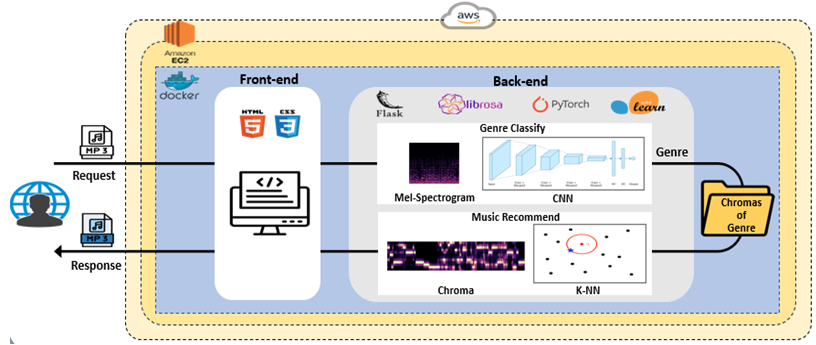 aws
Amazon
EC2
docker
Front-end
Back-end
HTML
5
CSS
3
Flask
librosa
PyTorch
learn
Genre Classify
Mel-Spectrogram
CNN
Genre
MP 3
Request
Chromas
of
Genre
Music Recommend
MP 3
Response
Chroma
K-NN